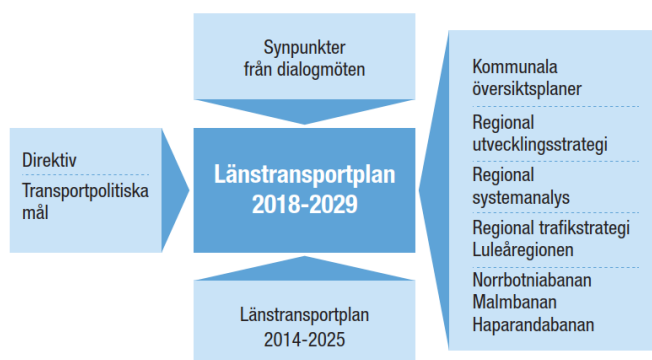 Synpunkter
från dialogmöten
Direktiv
Transportpolitiska
mål
Länstransportplan
2018-2029
Länstransportplan
2014-2025
Kommunala
översiktsplaner
Regional
utvecklingsstrategi
Regional
systemanalys
Regional trafikstrategi
Luleåregionen
Norrbotniabanan
Malmbanan
Haparandabanan